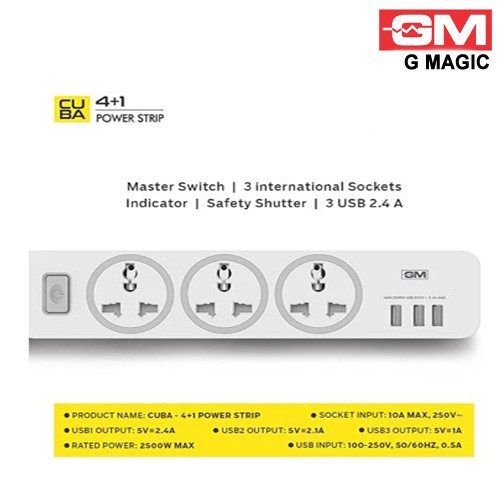 GM
G MAGIC
CU
BA
4+1
POWER STRIP
Master Switch | 3 international Sockets
Indicator | Safety Shutter | 3 USB 2.4 A
GM
● PRODUCT NAME: CUBA - 4+1 POWER STRIP ● SOCKET INPUT: 10A MAX, 250V~
● USB1 OUTPUT: 5V=2.4A ● USB2 OUTPUT: 5V=2.1A ● USB3 OUTPUT: 5V=1A
● RATED POWER: 2500W MAX ● USB INPUT: 100-250V, 50/60HZ, 0.5A